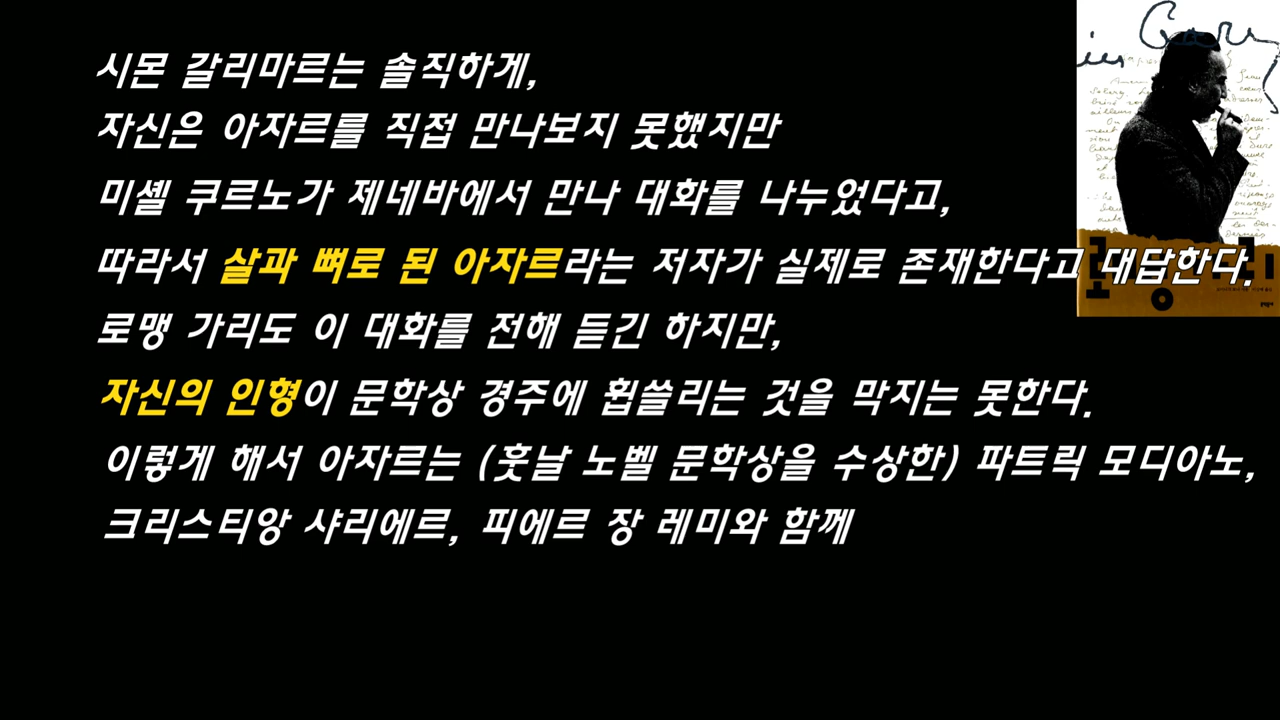 시몬 갈리마르는 솔직하게,
자신은 아자르를 직접 만나보지 못했지만
미셸 쿠르노가 제네바에서 만나 대화를 나누었다고,
따라서 살과 뼈로 된 아자르라는 저자가 실제로 존재한다고 대답한다.
로맹 가리도 이 대화를 전해 듣긴 하지만,
자신의 인형이 문학상 경주에 휩쓸리는 것을 막지는 못한다.
이렇게 해서 아자르는 (훗날 노벨 문학상을 수상한) 파트릭 모디아노,
크리스티앙 샤리에르, 피에르 장 레미와 함께
Gary